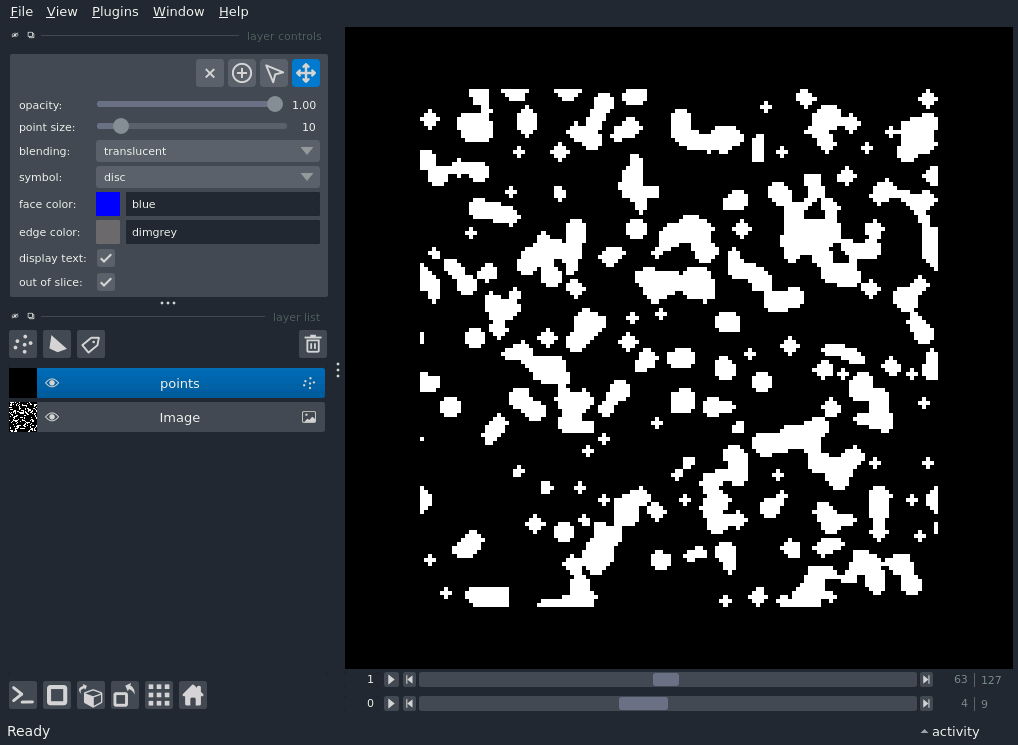 File View Plugins Window Help
layer controls
opacity: 1.00
point size: 10
blending: translucent
symbol: disc
face color: blue
edge color: dimgrey
display text:
out of slice:
layer list
points
Image
1 63 127
0 4 9
Ready activity